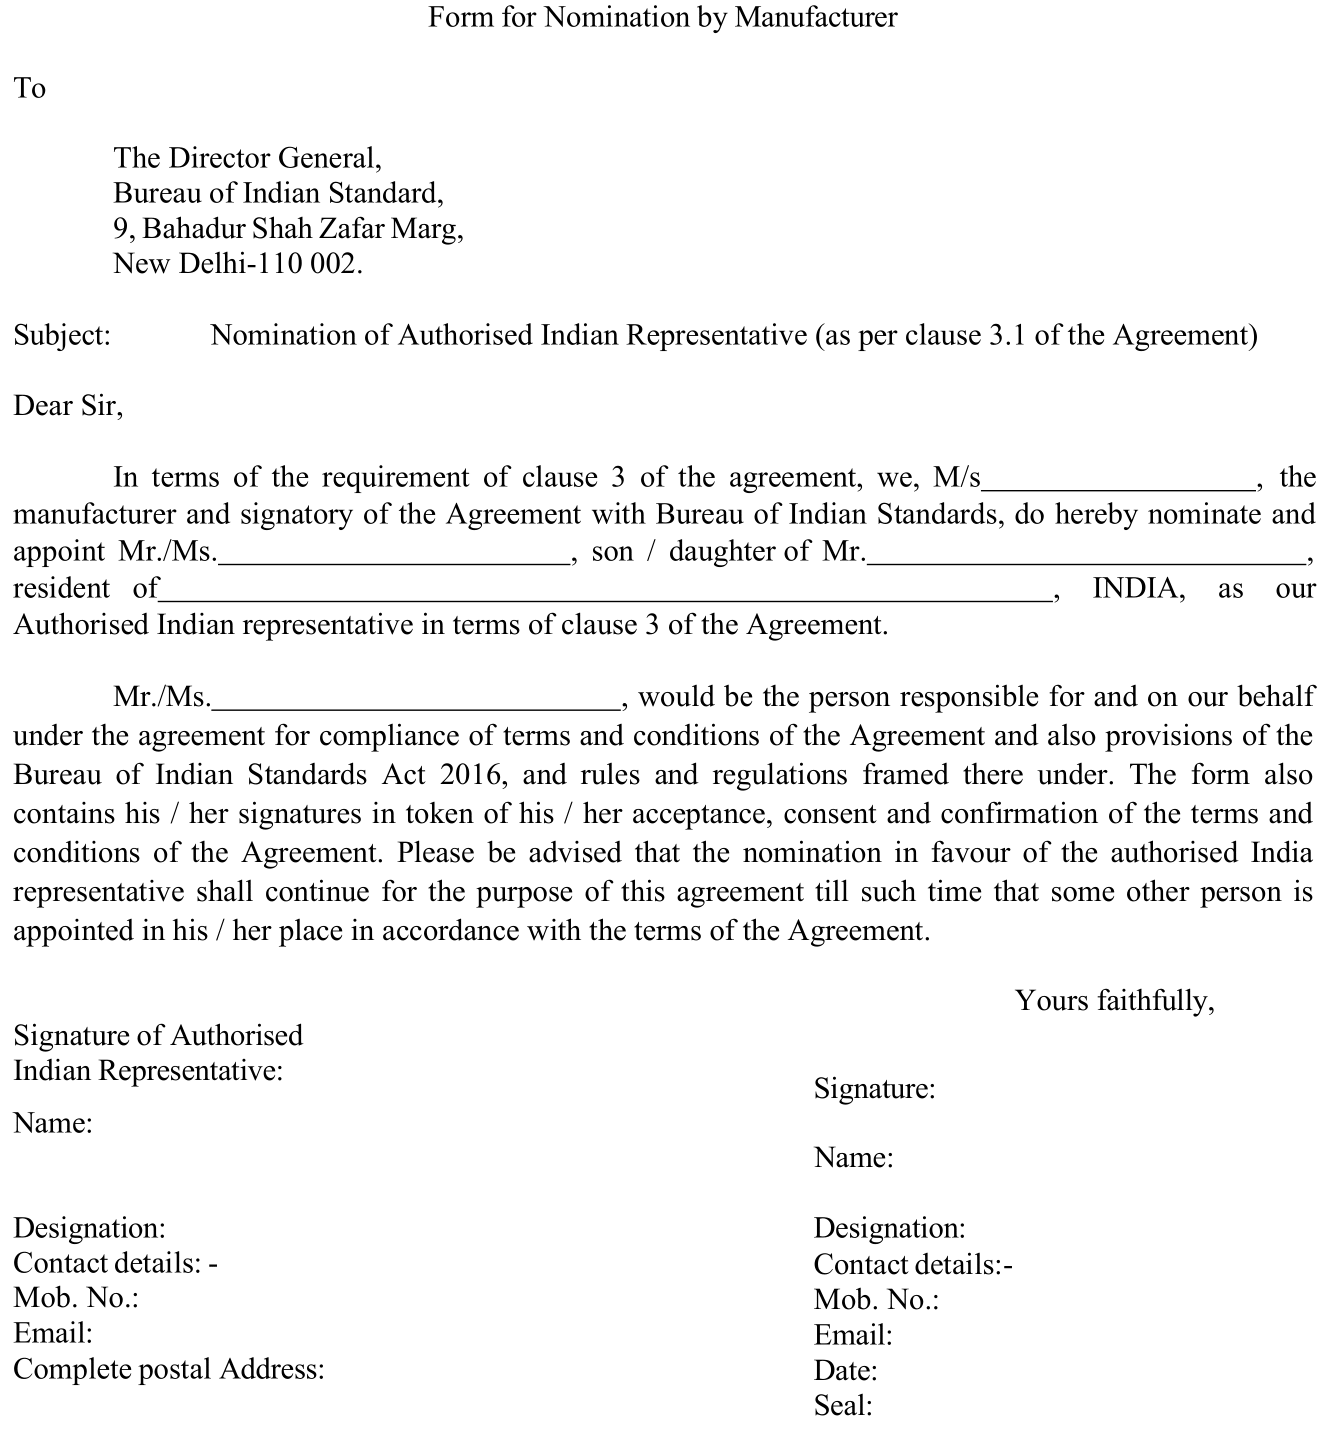 Form for Nomination by Manufacturer
To
The Director General,
Bureau of Indian Standard,
9, Bahadur Shah Zafar Marg,
New Delhi-110 002.
Subject: Nomination of Authorised Indian Representative (as per clause 3.1 of the Agreement)
Dear Sir,
In terms of the requirement of clause 3 of the agreement, we, M/s__________________, the
manufacturer and signatory of the Agreement with Bureau of Indian Standards, do hereby nominate and
appoint Mr./Ms._______________________, son / daughter of Mr.____________________________,
resident of____________________________________________________________, INDIA, as our
Authorised Indian representative in terms of clause 3 of the Agreement.
Mr./Ms.___________________________, would be the person responsible for and on our behalf
under the agreement for compliance of terms and conditions of the Agreement and also provisions of the
Bureau of Indian Standards Act 2016, and rules and regulations framed there under. The form also
contains his / her signatures in token of his / her acceptance, consent and confirmation of the terms and
conditions of the Agreement. Please be advised that the nomination in favour of the authorised India
representative shall continue for the purpose of this agreement till such time that some other person is
appointed in his / her place in accordance with the terms of the Agreement.
Yours faithfully,
Signature of Authorised
Indian Representative:
Name:
Designation:
Contact details: -
Mob. No.:
Email:
Complete postal Address:
Signature:
Name:
Designation:
Contact details:-
Mob. No.:
Email:
Date:
Seal: